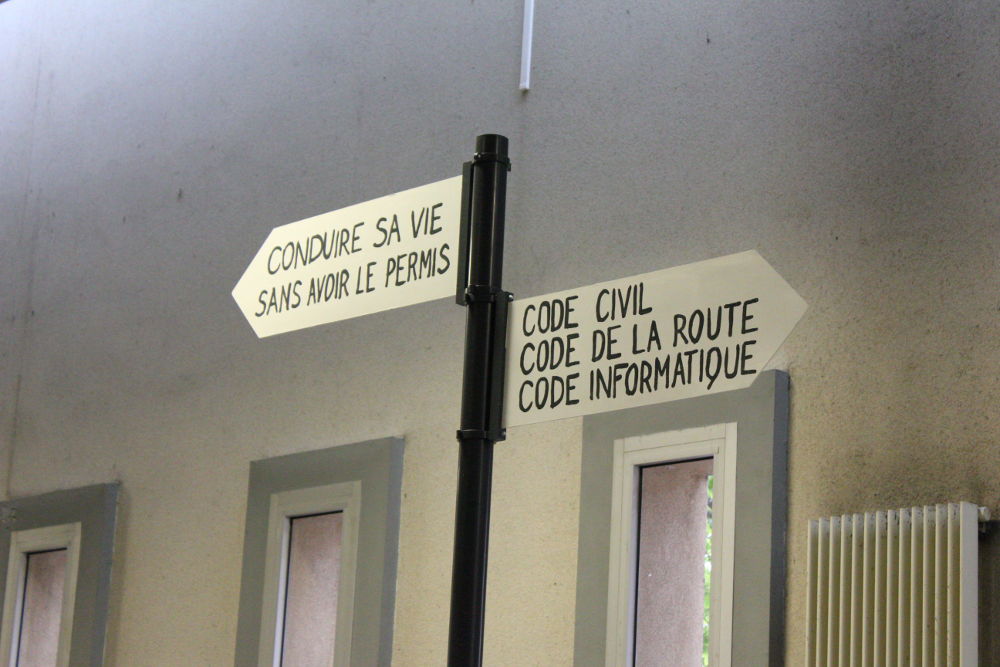 CONDUIRE SA VIE
SANS AVOIR LE PERMIS
CODE CIVIL
CODE DE LA ROUTE
CODE INFORMATIQUE